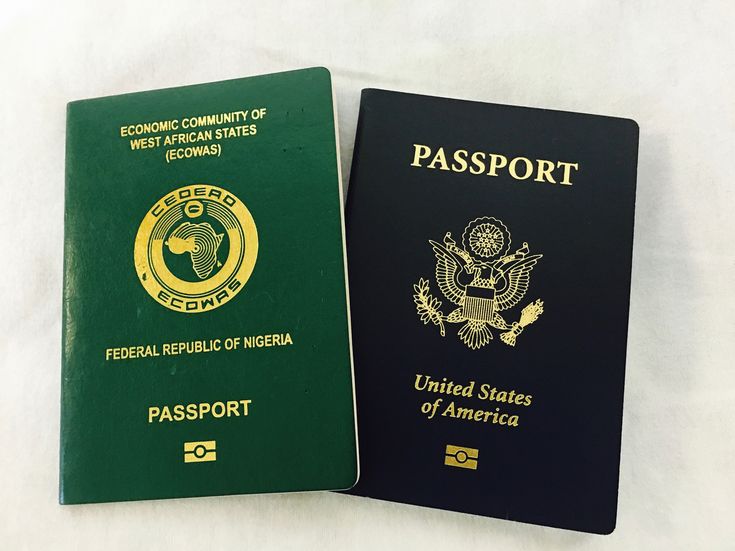 ECONOMIC COMMUNITY OF
WEST AFRICAN STATES
(ECOWAS)
CEDEAO
ECOWAS
FEDERAL REPUBLIC OF NIGERIA
PASSPORT
PASSPORT
United States
of America